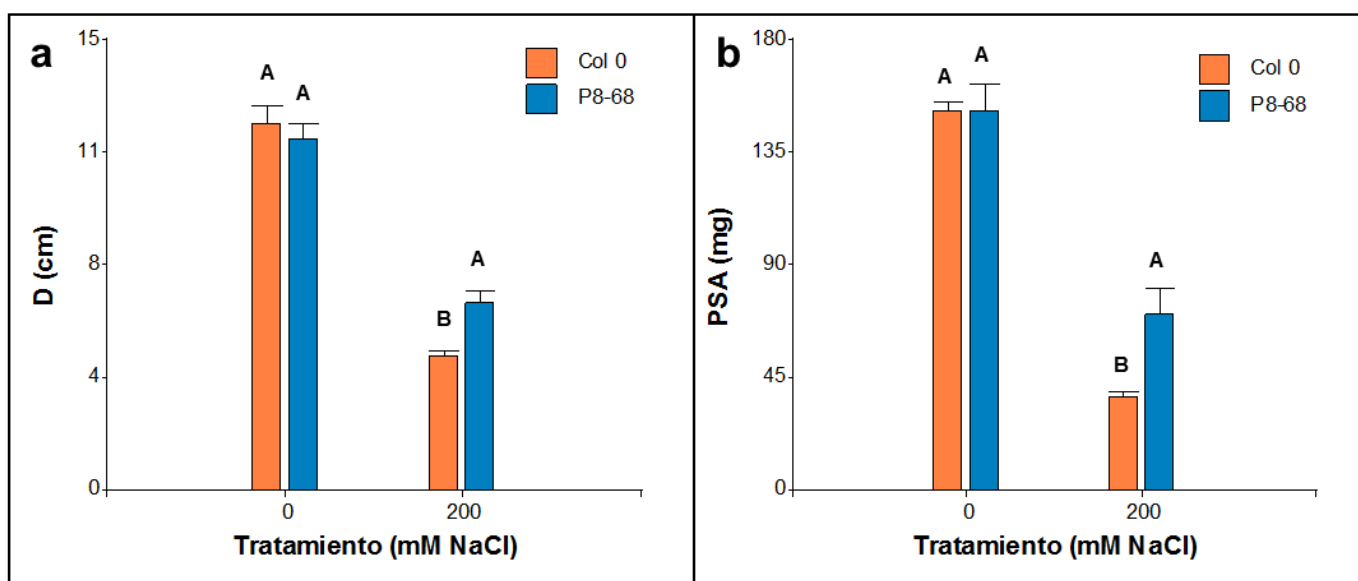 a
15
11
8
4
0
D (cm)
A
A
B
A
Col 0
P8-68
0
200
Tratamiento (mM NaCl)
b
180
135
90
45
0
PSA (mg)
A
A
B
A
Col 0
P8-68
0
200
Tratamiento (mM NaCl)